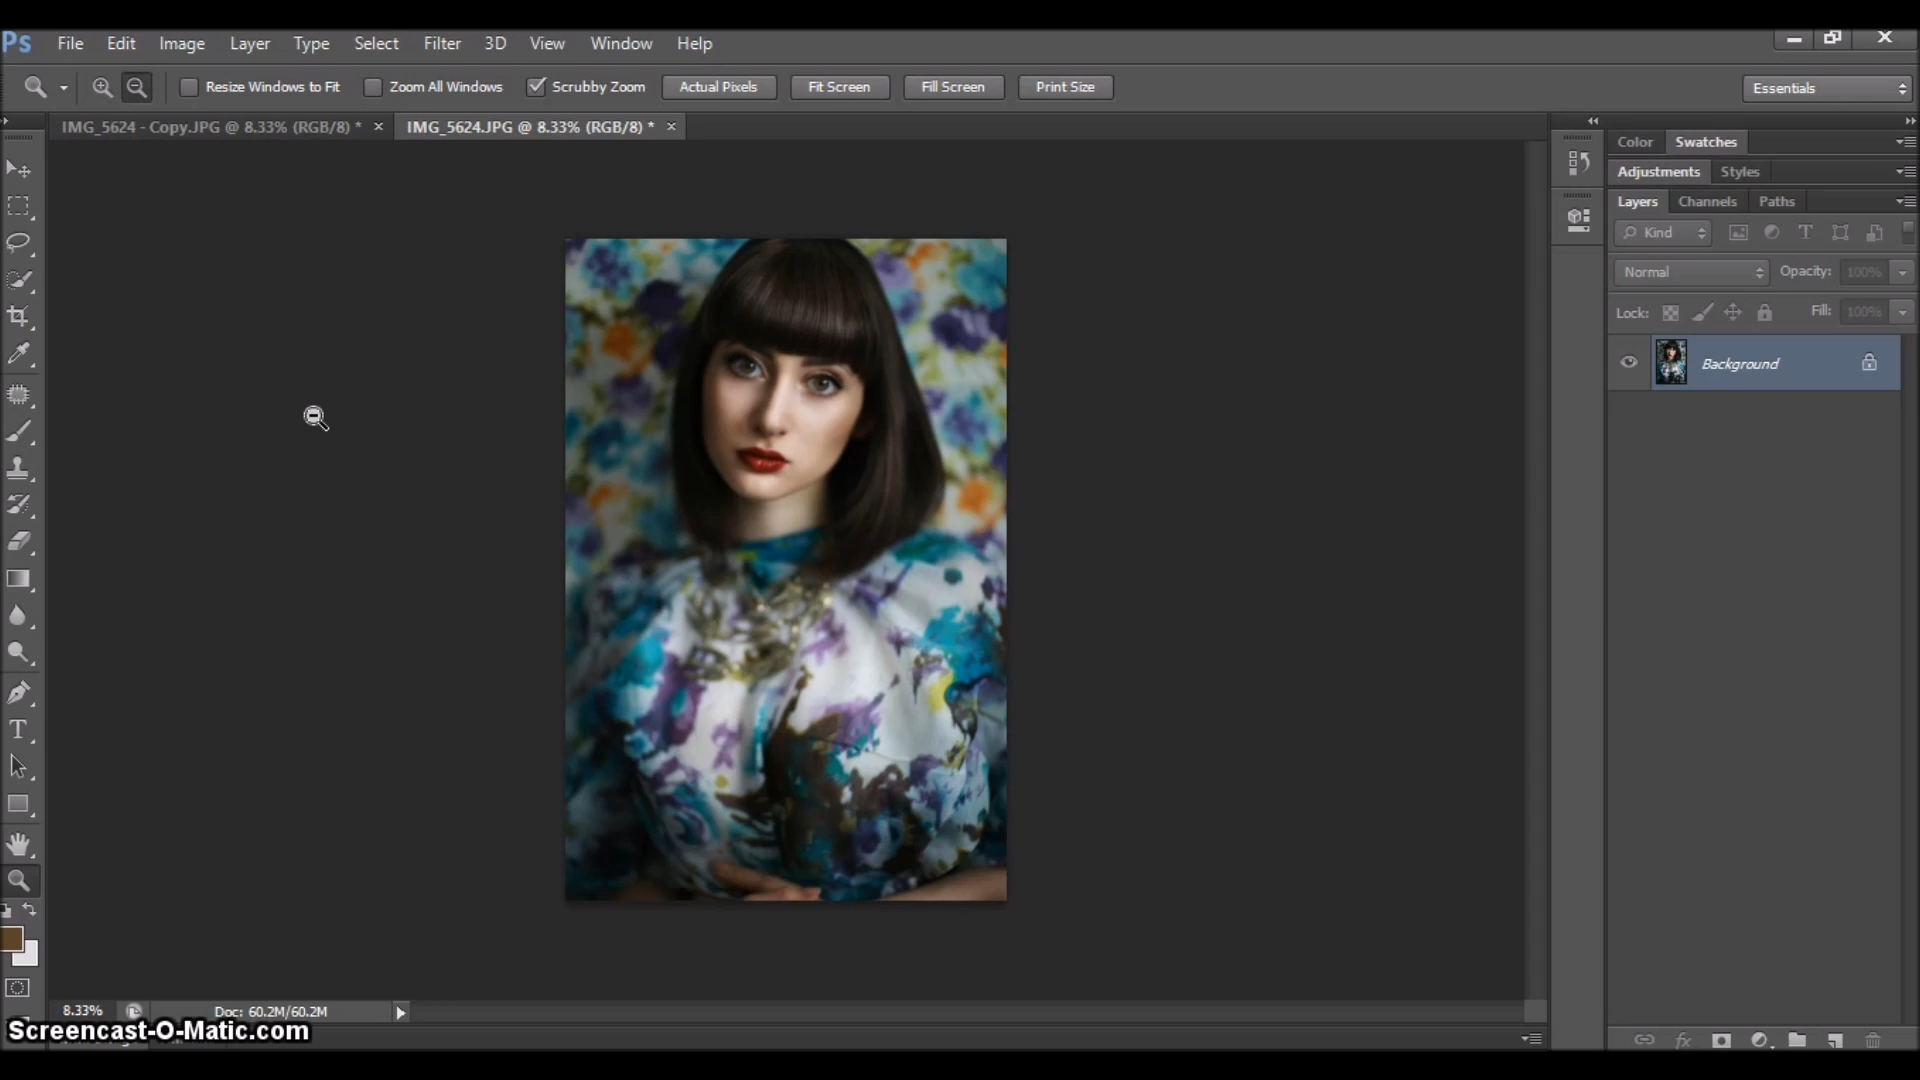 Ps File Edit Image Layer Type Select Filter 3D View Window Help
Resize Windows to Fit Zoom All Windows Scrubby Zoom Actual Pixels Fit Screen Fill Screen Print Size Essentials
IMG_5624 - Copy.JPG @ 8.33% (RGB/8) * × IMG_5624.JPG @ 8.33% (RGB/8) * ×
Color Swatches
Adjustments Styles
Layers Channels Paths
Kind
Normal Opacity: 100%
Lock: Fill: 100%
Background
8.33% Doc: 60.2M/60.2M
Screencast-O-Matic.com